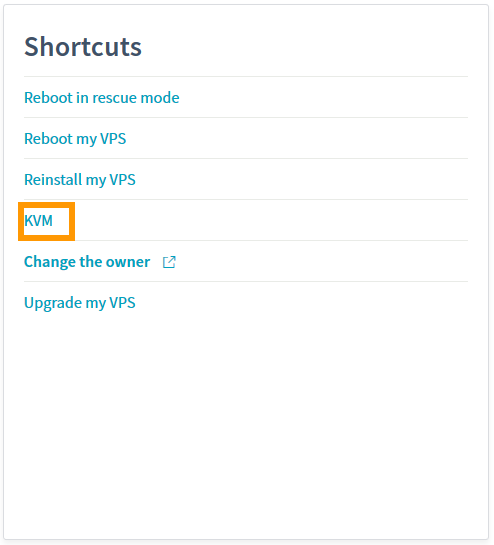 Shortcuts
Reboot in rescue mode
Reboot my VPS
Reinstall my VPS
KVM
Change the owner
Upgrade my VPS